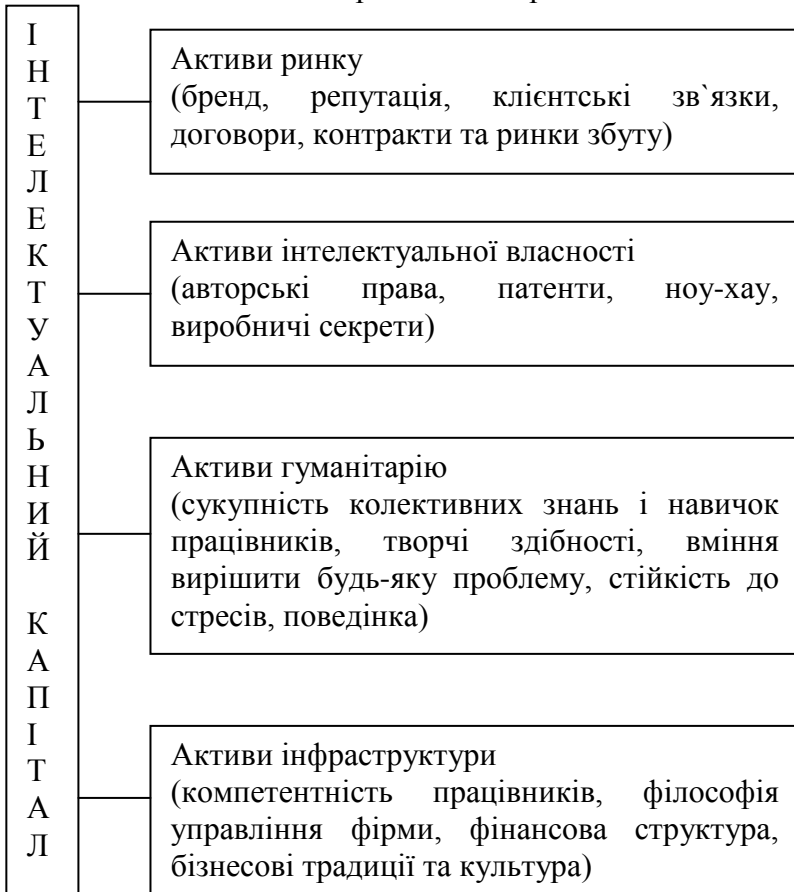 ІНТЕЛЕКТУАЛЬНИЙ КАПІТАЛ
Активи ринку
(бренд, репутація, клієнтські зв`язки,
договори, контракти та ринки збуту)
Активи інтелектуальної власності
(авторські права, патенти, ноу-хау,
виробничі секрети)
Активи гуманітарію
(сукупність колективних знань і навичок
працівників, творчі здібності, вміння
вирішити будь-яку проблему, стійкість до
стресів, поведінка)
Активи інфраструктури
(компетентність працівників, філософія
управління фірми, фінансова структура,
бізнесові традиції та культура)